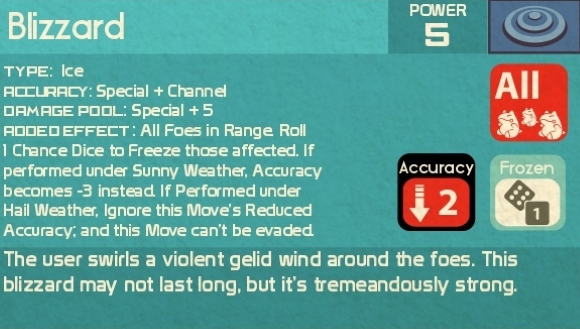 Blizzard
POWER
5
TYPE: Ice
ACCURACY: Special + Channel
DAMAGE POOL: Special + 5
ADDED EFFECT: All Foes in Range. Roll
1 Chance Dice to Freeze those affected. If
performed under Sunny Weather, Accuracy
becomes -3 instead. If Performed under
Hail Weather, Ignore this Move's Reduced
Accuracy; and this Move can't be evaded.
All
Accuracy
2
Frozen
1
The user swirls a violent gelid wind around the foes. This
blizzard may not last long, but it's tremeandously strong.